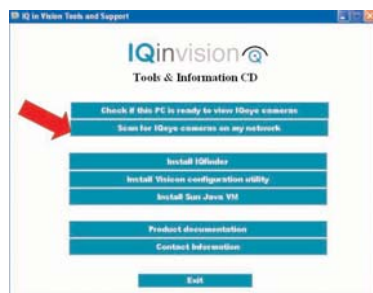 IQ in Vision Tools and Support
IQinvision
Tools & Information CD
Check if this PC is ready to view IQeye cameras
Scan for IQeye cameras on my network
Install IQfinder
Install Visicon configuration utility
Install Sun Java VM
Product documentation
Contact Information
Exit